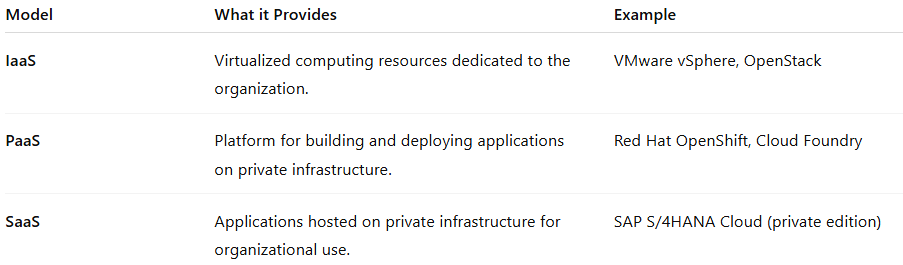 Model What it Provides Example
IaaS Virtualized computing resources dedicated to the VMware vSphere, OpenStack
organization.
PaaS Platform for building and deploying applications Red Hat OpenShift, Cloud Foundry
on private infrastructure.
SaaS Applications hosted on private infrastructure for SAP S/4HANA Cloud (private edition)
organizational use.